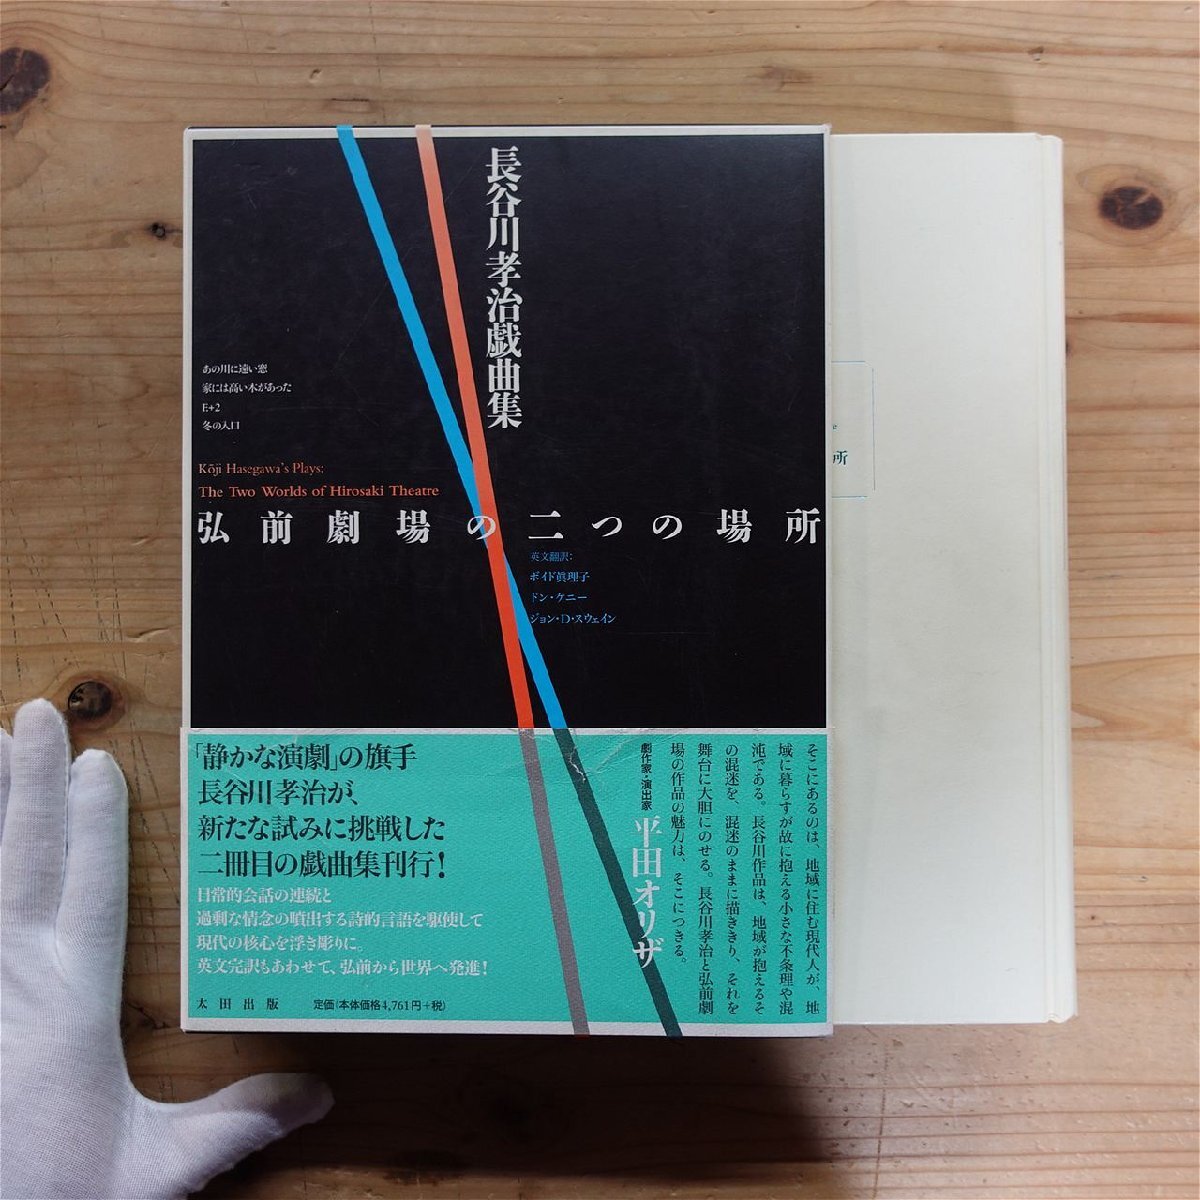 長谷川孝治戯曲集
あの川に遠い窓
家には高い木があった
E+2
冬の入口
Kōji Hasegawa's Plays:
The Two Worlds of Hirosaki Theatre
弘前劇場の二つの場所
英文翻訳:
ボイド眞理子
ドン・ケニー
ジョン・D・スウェイン
所
「静かな演劇」の旗手
長谷川孝治が、
新たな試みに挑戦した
二冊目の戯曲集刊行!
日常的会話の連続と
過剰な情念の噴出する詩的言語を駆使して
現代の核心を浮き彫りに。
英文完訳もあわせて、弘前から世界へ発進!
太田出版
定価(本体価格4,761円+税)
そこにあるのは、地域に住む現代人が、地
域に暮らすが故に抱える小さな不条理や混
沌である。長谷川作品は、地域が抱えるそ
の混迷を、混迷のままに描ききり、それを
舞台に大胆にのせる。長谷川孝治と弘前劇
場の作品の魅力は、そこにつきる。
劇作家・演出家 平田オリザ